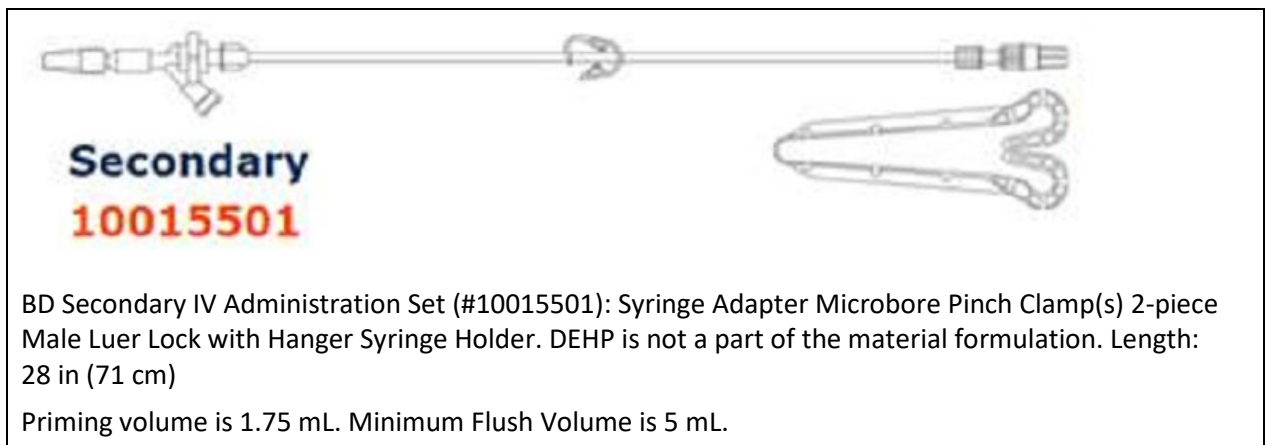 Secondary
10015501
BD Secondary IV Administration Set (#10015501): Syringe Adapter Microbore Pinch Clamp(s) 2-piece
Male Luer Lock with Hanger Syringe Holder. DEHP is not a part of the material formulation. Length:
28 in (71 cm)
Priming volume is 1.75 mL. Minimum Flush Volume is 5 mL.